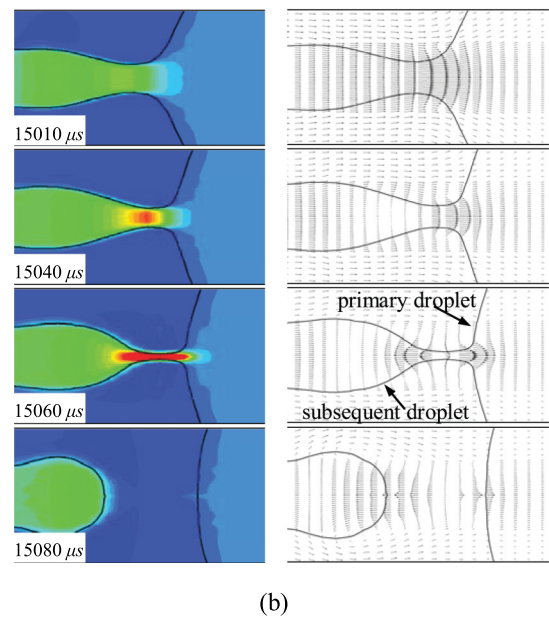 15010 μs
15040 μs
primary droplet
15060 μs
subsequent droplet
15080 μs
(b)